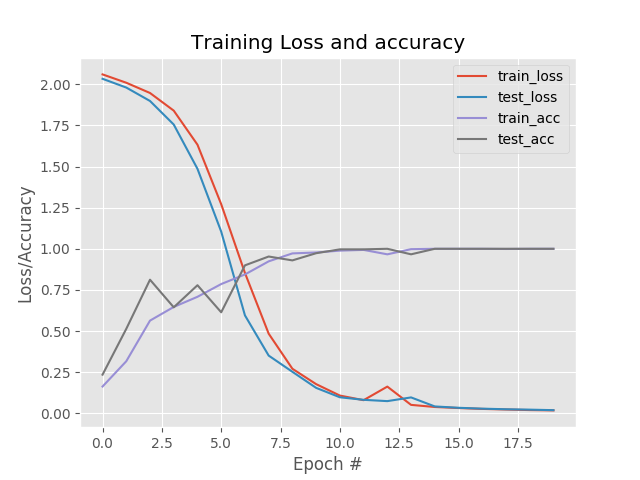 Training Loss and accuracy
train_loss
test_loss
train_acc
test_acc
2.00
1.75
1.50
1.25
1.00
0.75
0.50
0.25
0.00
Loss/Accuracy
0.0 2.5 5.0 7.5 10.0 12.5 15.0 17.5
Epoch #